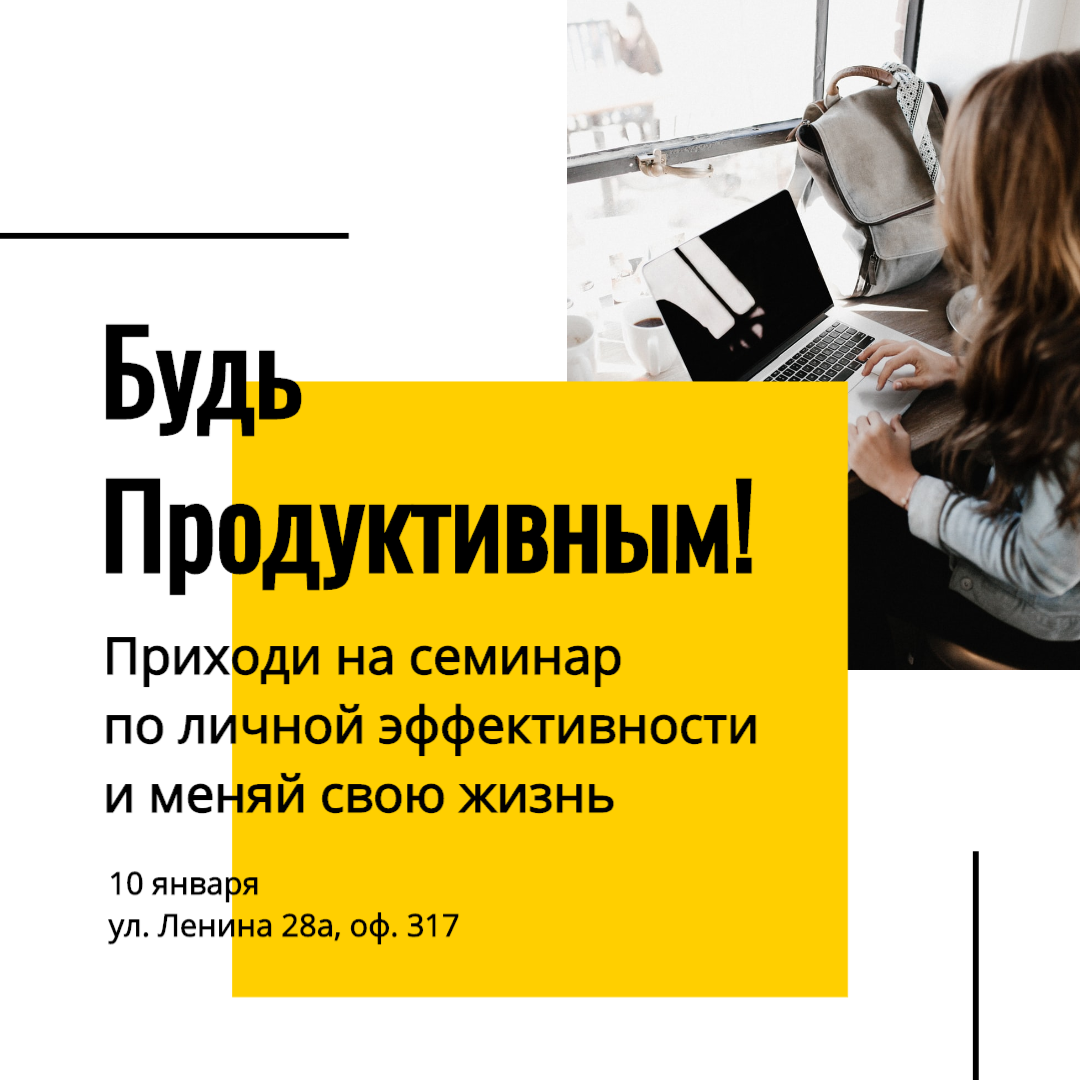 Будь
Продуктивным!
Приходи на семинар
по личной эффективности
и меняй свою жизнь
10 января
ул. Ленина 28а, оф. 317